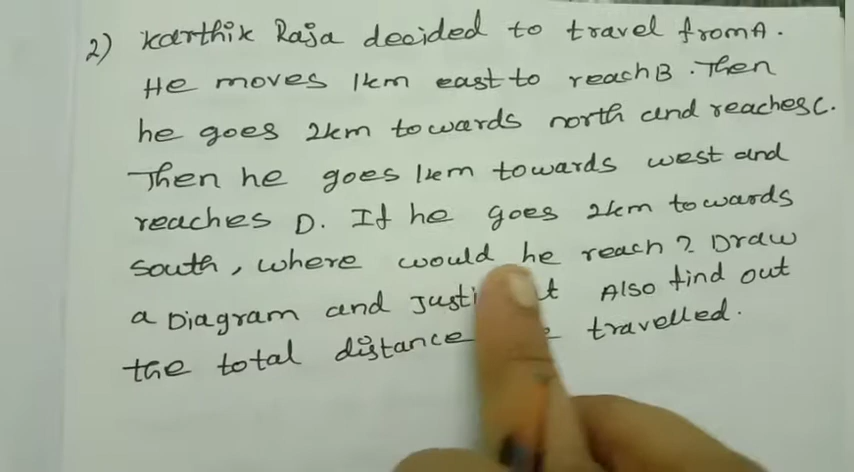 2) Karthik Raja decided to travel from A.
He moves 1km east to reach B. Then
he goes 2km towards north and reaches C.
Then he goes 1km towards west and
reaches D. If he goes 2km towards
south, where would he reach? Draw
a Diagram and Also find out
the total distance travelled.